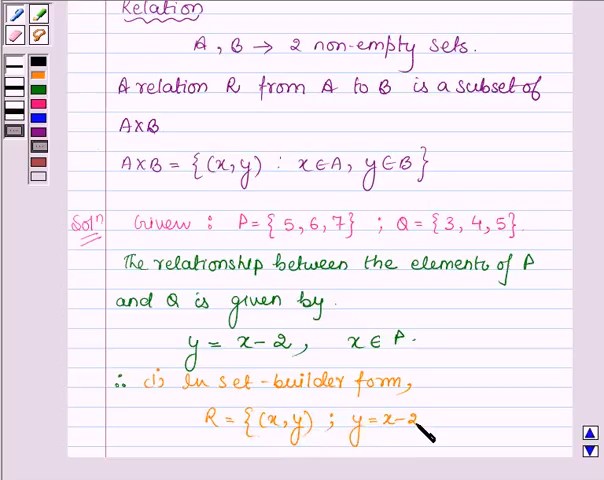 Relation
A, B → 2 non-empty sets.
A relation R from A to B is a subset of
A×B
A×B = {(x,y) : x∈A, y∈B}
Solⁿ Given : P={5,6,7} ; Q={3,4,5}.
The relationship between the elements of P
and Q is given by.
y = x-2, x ∈ P.
∴ (i) In set-builder form,
R = {(x,y) ; y=x-2